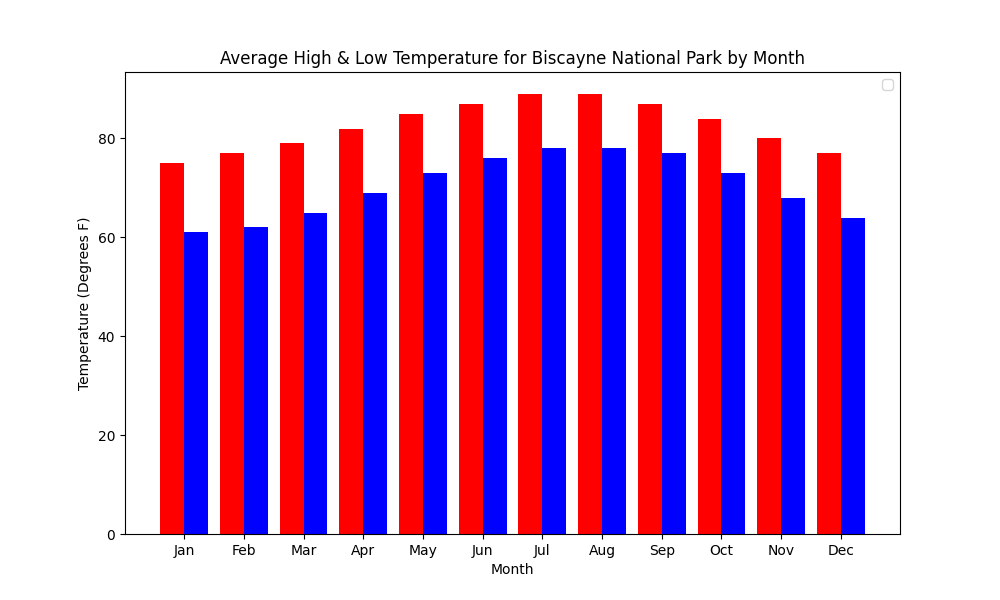 Average High & Low Temperature for Biscayne National Park by Month
80
60
40
20
0
Temperature (Degrees F)
Jan Feb Mar Apr May Jun Jul Aug Sep Oct Nov Dec
Month